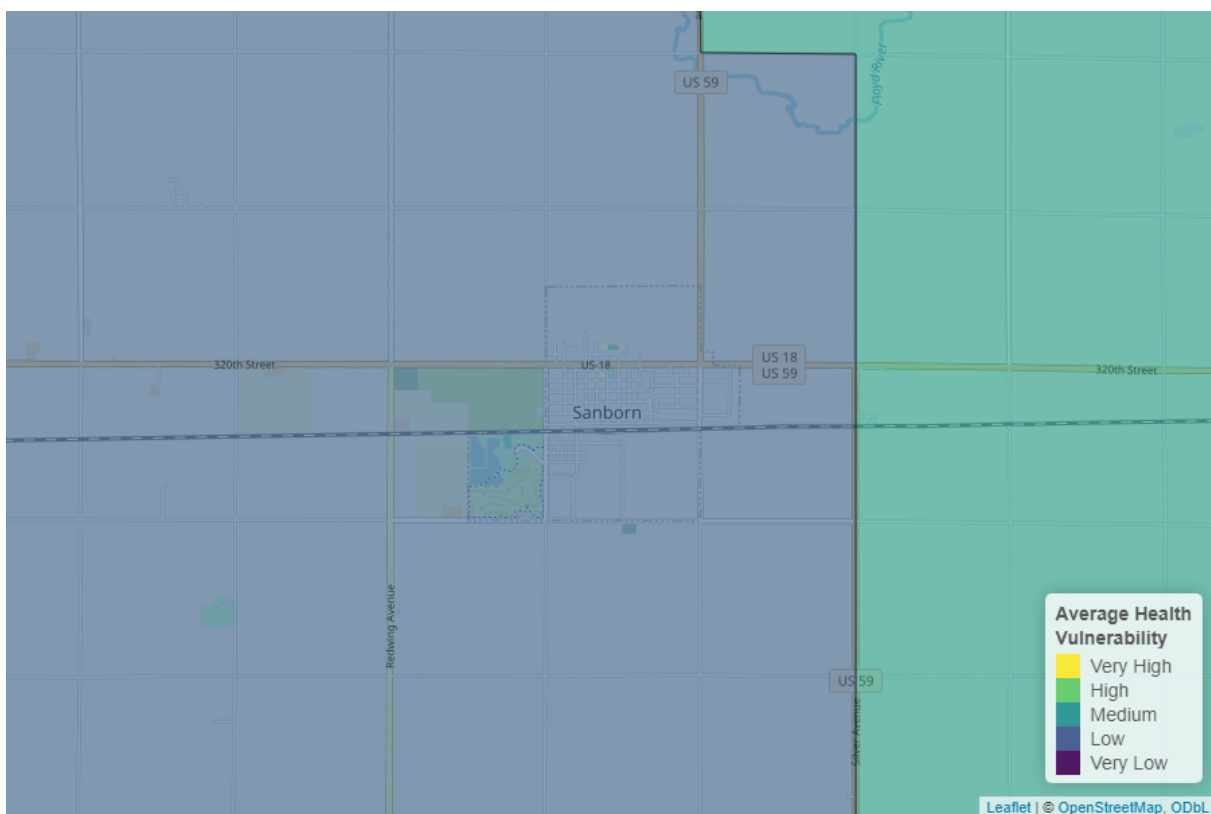 US 59
Floyd River
320th Street
US-18
US 18
US 59
320th Street
Sanborn
Redwing Avenue
US 59
Silver Avenue
Average Health
Vulnerability
Very High
High
Medium
Low
Very Low
Leaflet | © OpenStreetMap, ODbL